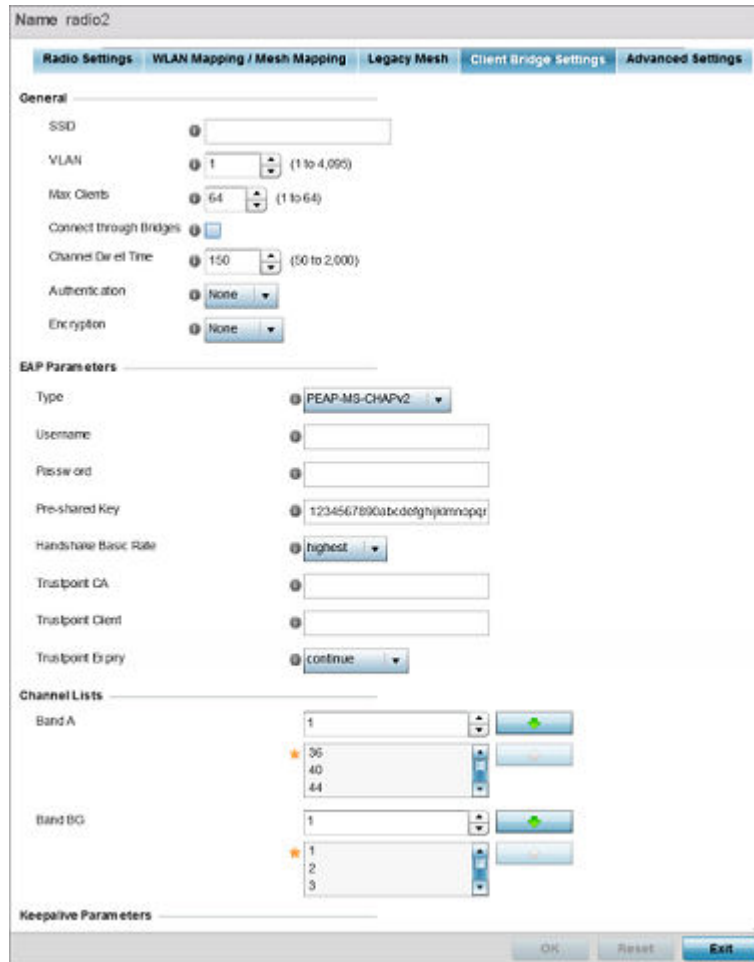 Name radio2
Radio Settings WLAN Mapping / Mesh Mapping Legacy Mesh Client Bridge Settings Advanced Settings
General
SSID
VLAN 1 (1 to 4,095)
Max Clients 64 (1 to 64)
Connect through Bridges
Channel Dwell Time 150 (50 to 2,000)
Authentication None
Encryption None
EAP Parameters
Type PEAP-MS-CHAPv2
Username
Password
Pre-shared Key 1234567890abcdefghijklmnopqr
Handshake Basic Rate highest
Trustpoint CA
Trustpoint Client
Trustpoint Expiry continue
Channel Lists
Band A 1
36
40
44
Band BG 1
1
2
3
Keepalive Parameters
OK Reset Exit